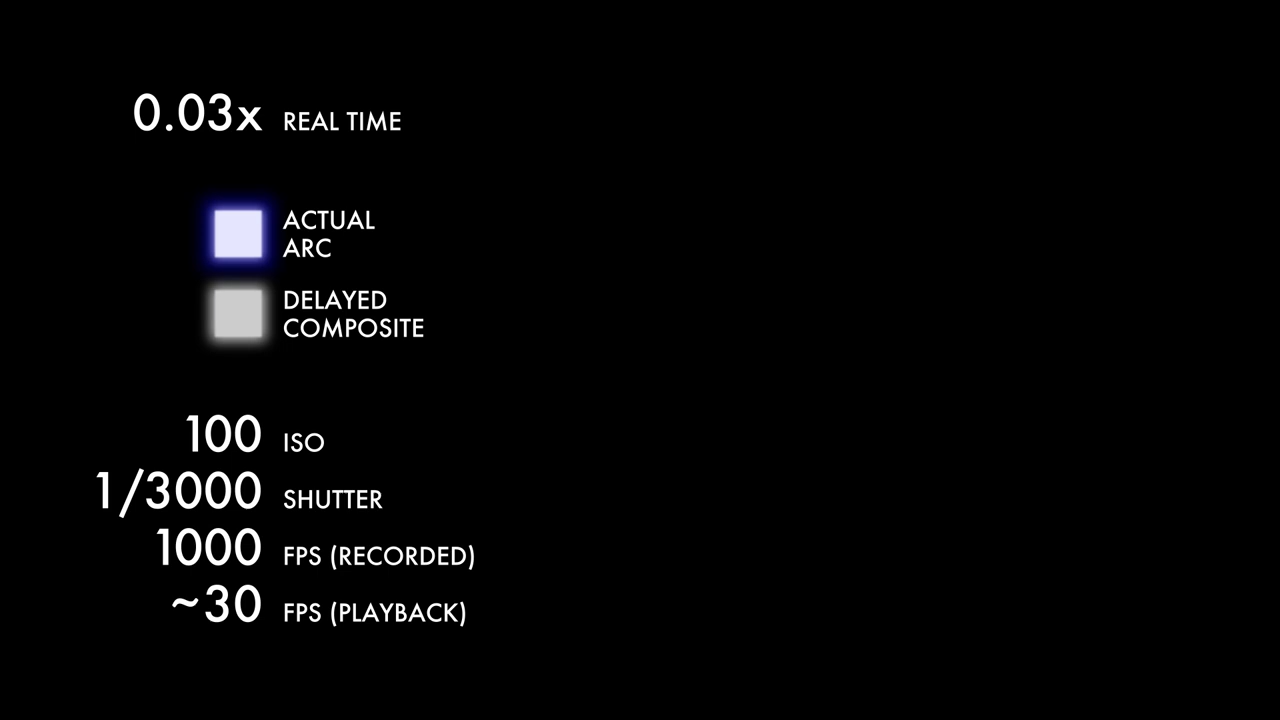 0.03x REAL TIME
ACTUAL
ARC
DELAYED
COMPOSITE
100 ISO
1/3000 SHUTTER
1000 FPS (RECORDED)
~30 FPS (PLAYBACK)